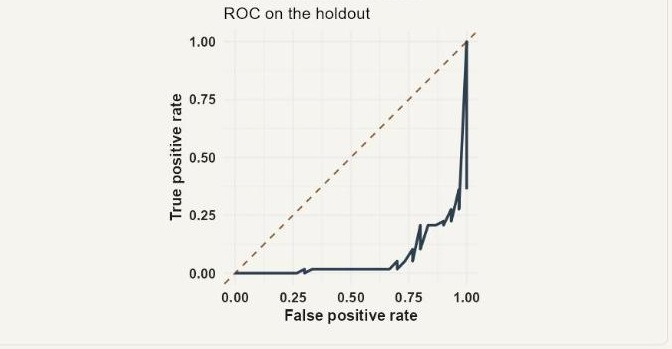 ROC on the holdout
1.00
0.75
0.50
0.25
0.00
True positive rate
0.00 0.25 0.50 0.75 1.00
False positive rate